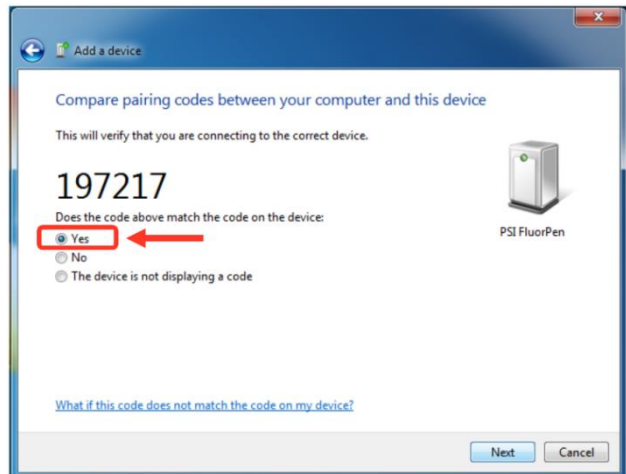 Add a device
Compare pairing codes between your computer and this device
This will verify that you are connecting to the correct device.
197217
Does the code above match the code on the device:
Yes
No
The device is not displaying a code
PSI FluorPen
What if this code does not match the code on my device?
Next Cancel